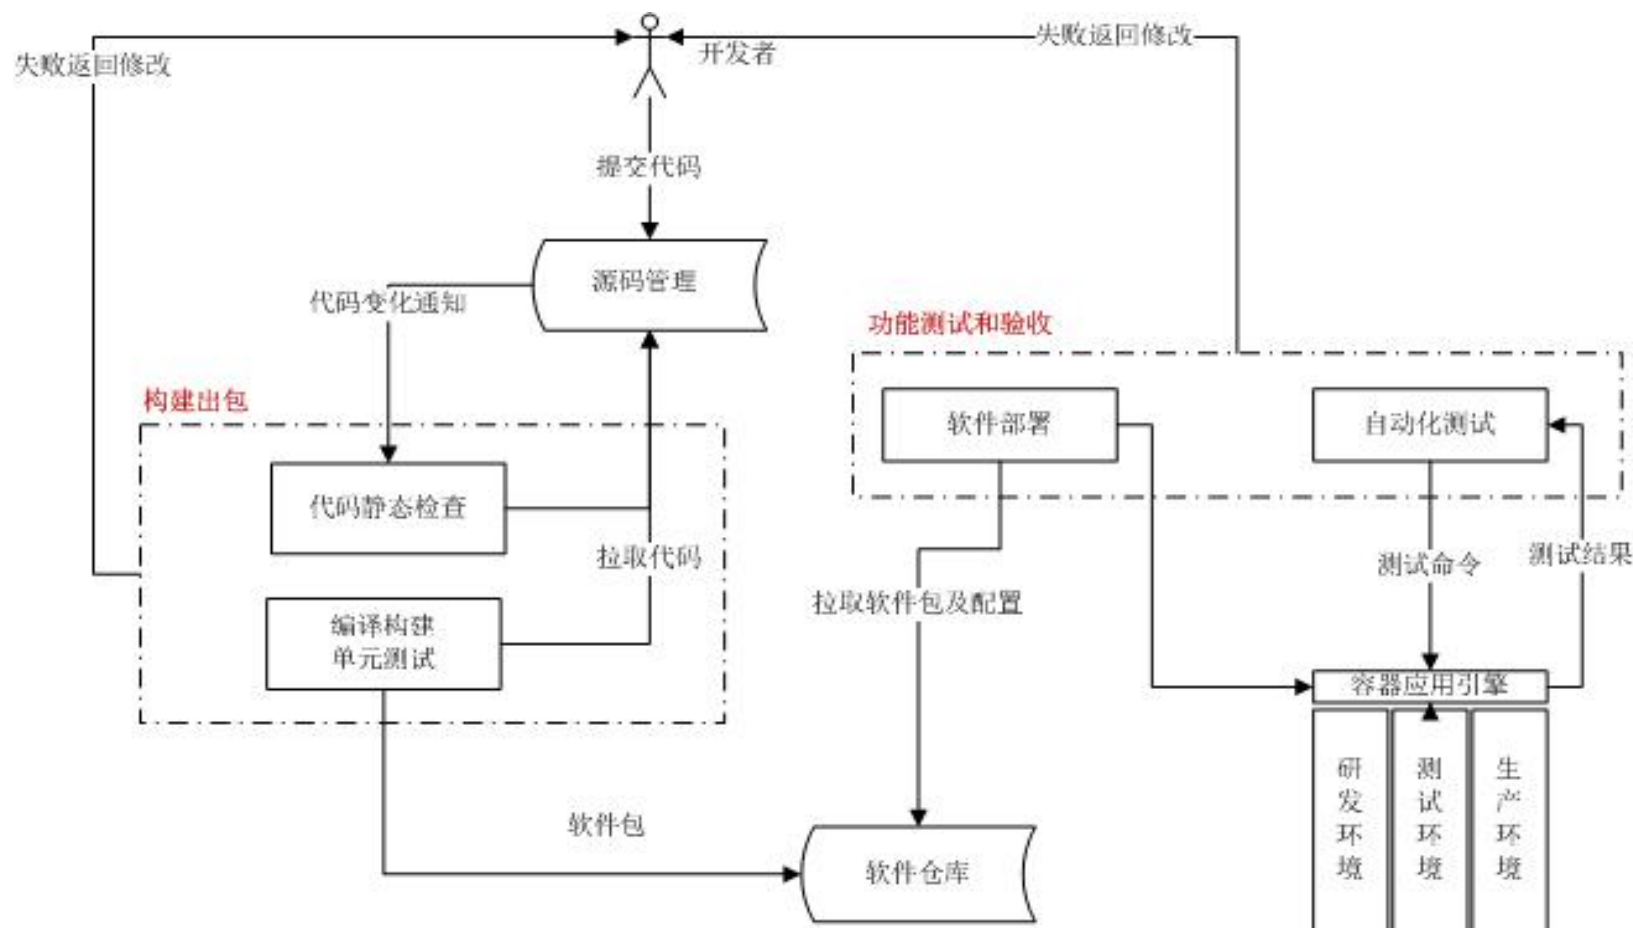 失败返回修改
开发者
失败返回修改
提交代码
源码管理
代码变化通知
功能测试和验收
构建出包
软件部署
自动化测试
代码静态检查
拉取代码
测试命令
测试结果
拉取软件包及配置
编译构建
单元测试
容器应用引擎
研发环境
测试环境
生产环境
软件包
软件仓库